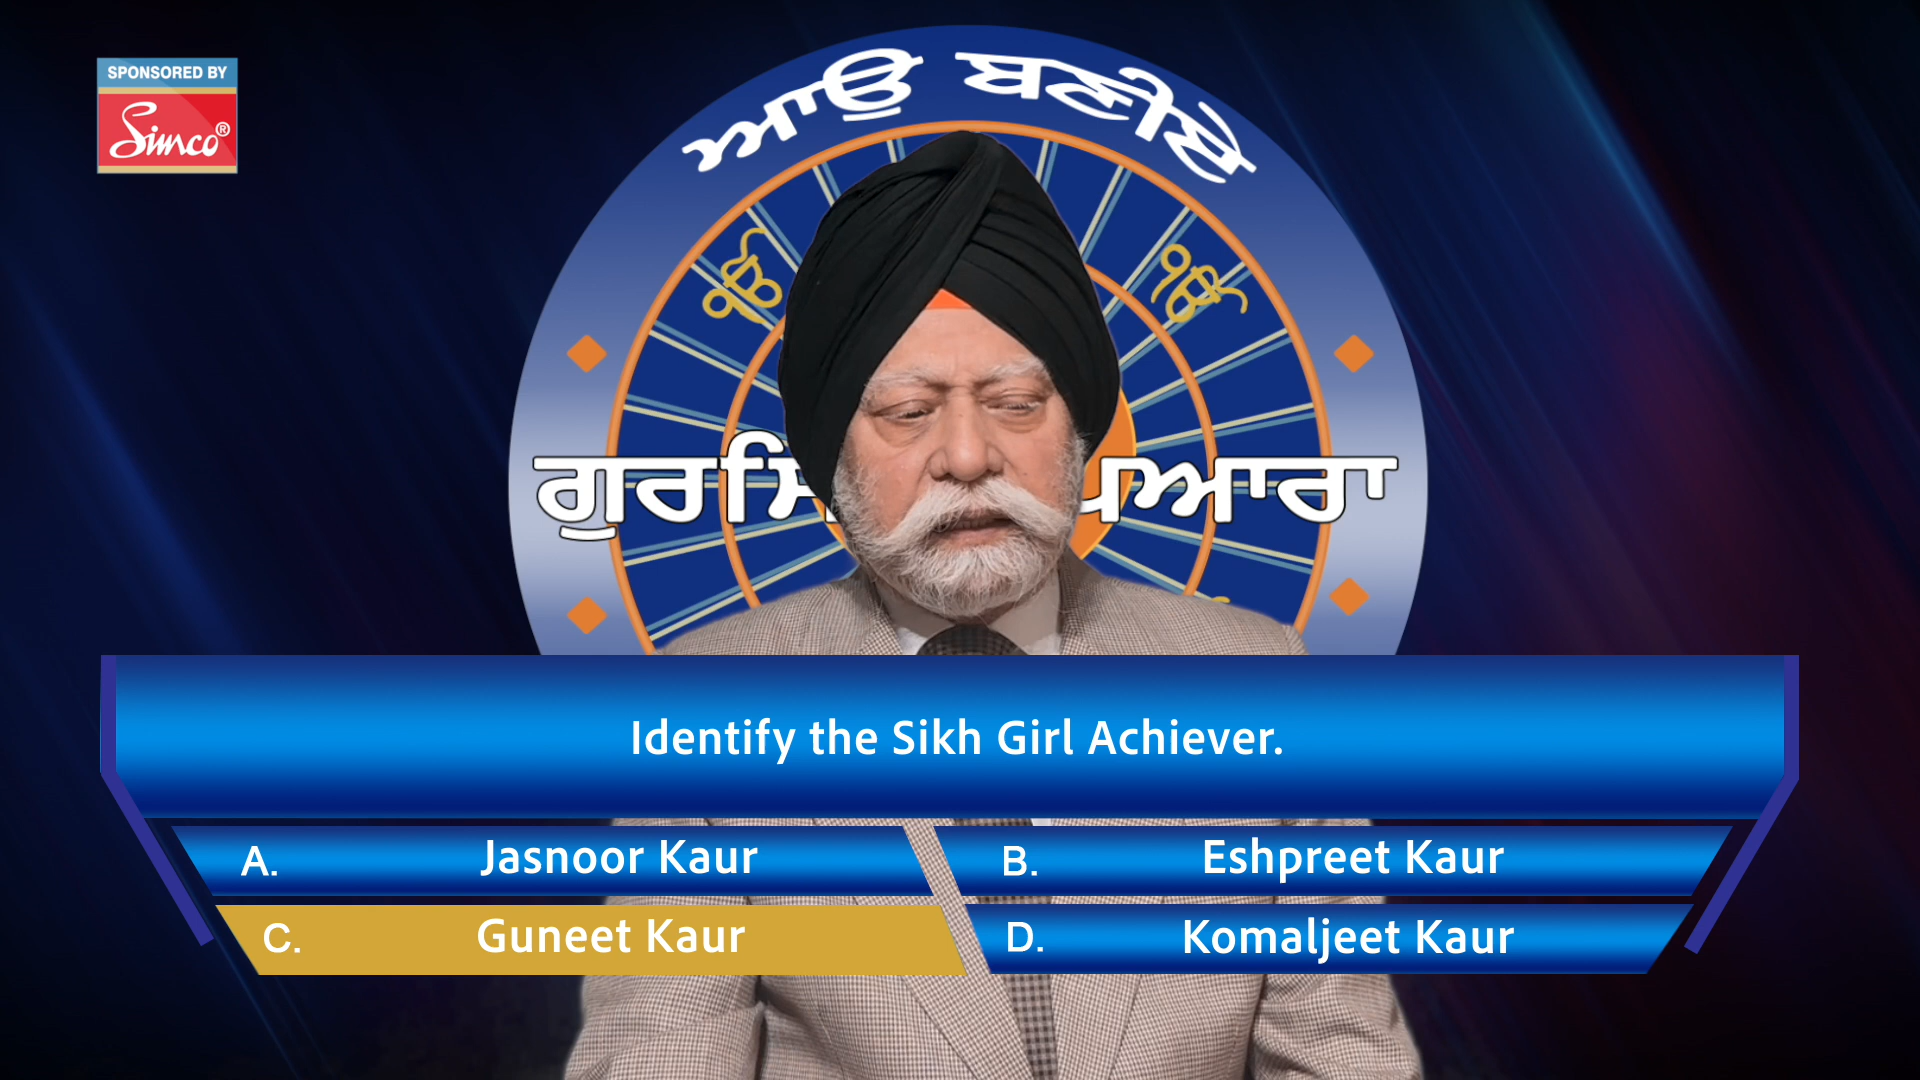 SPONSORED BY
Simco®
ਆਉ ਬਣੀਏ
Identify the Sikh Girl Achiever.
A. Jasnoor Kaur
B. Eshpreet Kaur
C. Guneet Kaur
D. Komaljeet Kaur